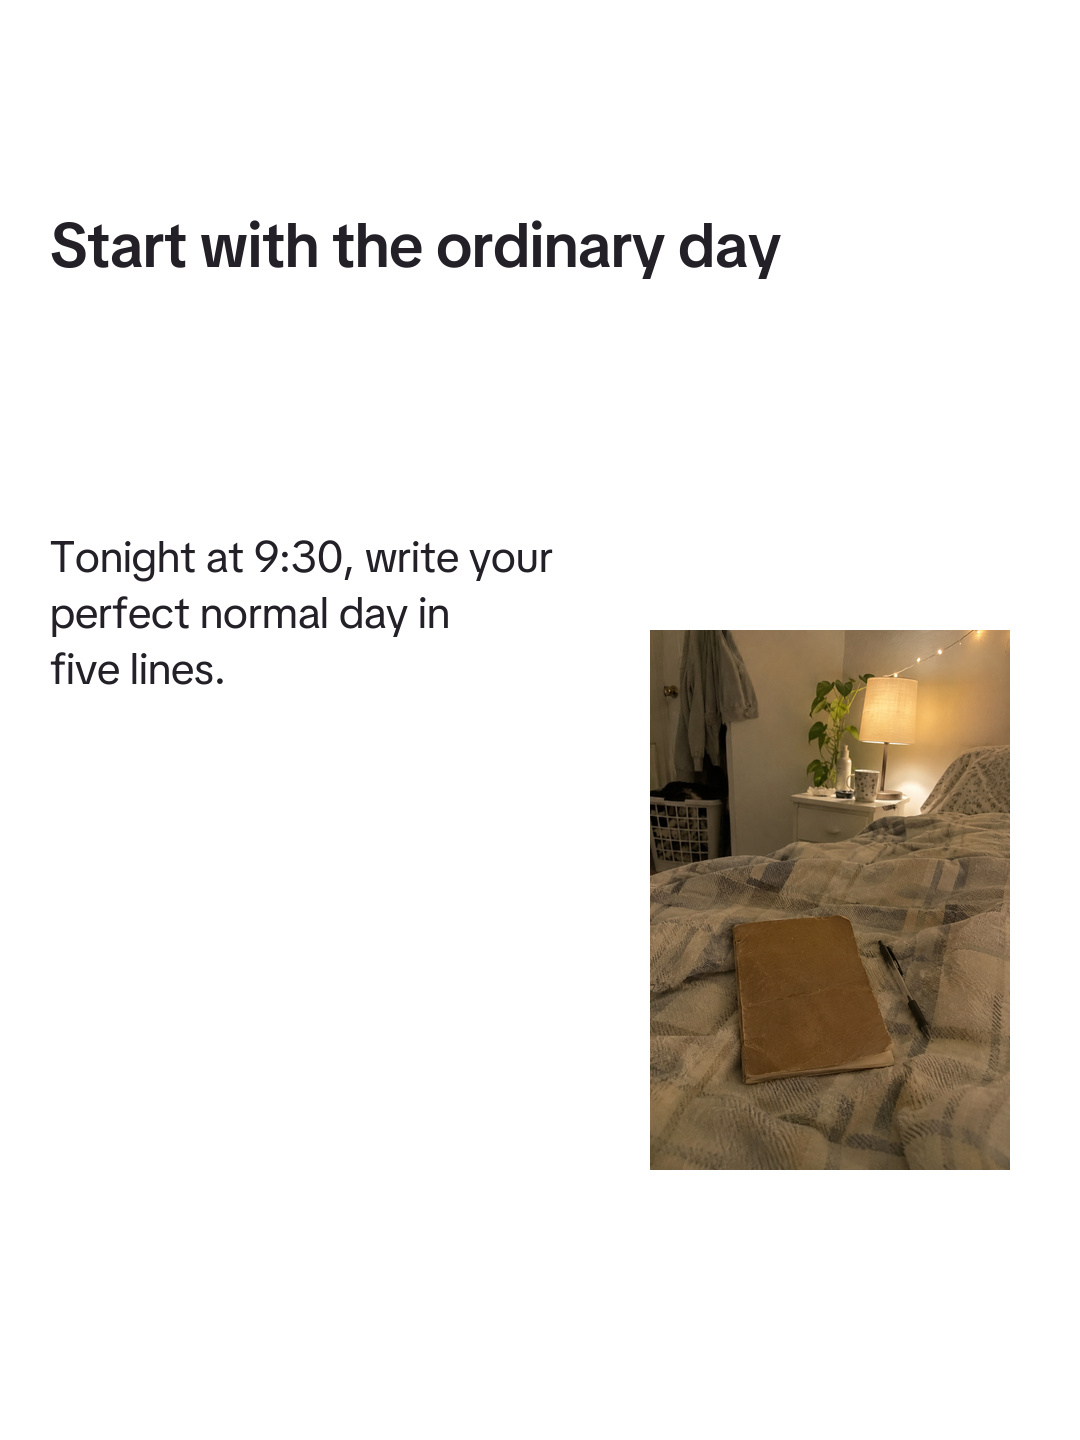 Start with the ordinary day
Tonight at 9:30, write your
perfect normal day in
five lines.